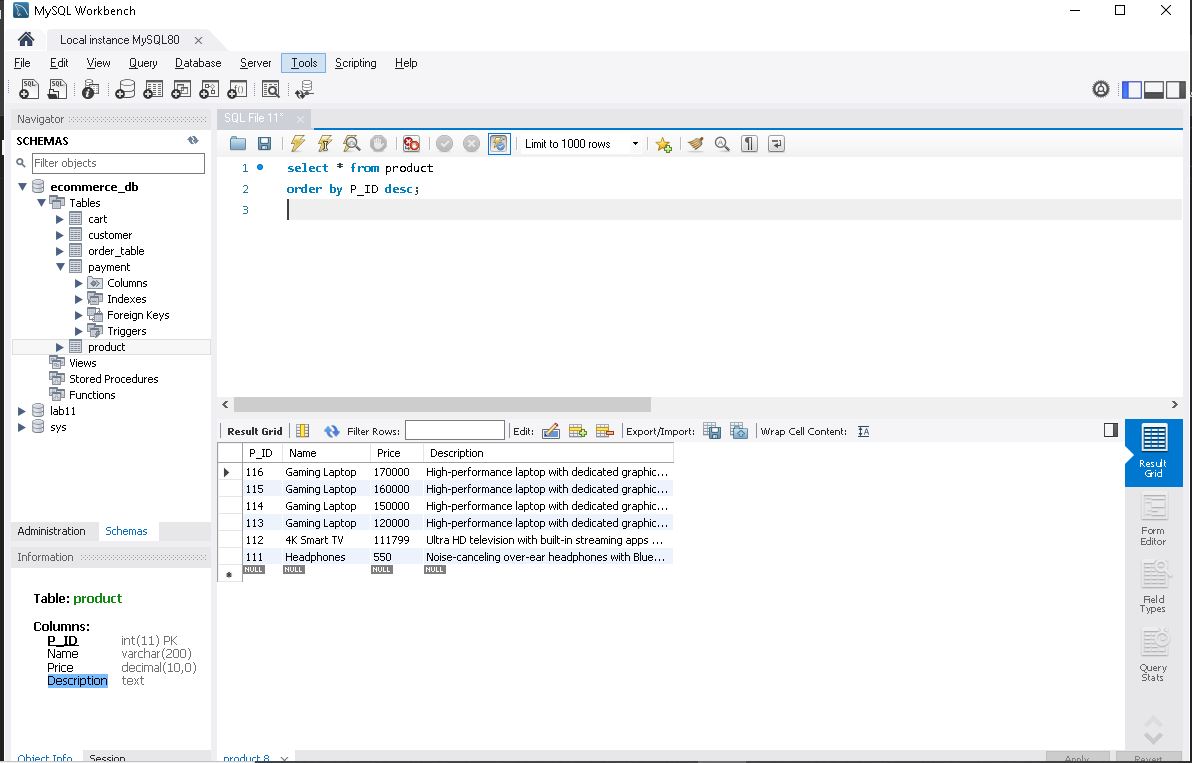 MySQL Workbench
Local instance MySQL80
File Edit View Query Database Server Tools Scripting Help
Navigator
SCHEMAS
Filter objects
ecommerce_db
Tables
cart
customer
order_table
payment
Columns
Indexes
Foreign Keys
Triggers
product
Views
Stored Procedures
Functions
lab11
sys
Administration Schemas
Information
Table: product
Columns:
P_ID int(11) PK
Name varchar(200)
Price decimal(10,0)
Description text
Object Info Session
SQL File 11*
Limit to 1000 rows
1 select * from product
2 order by P_ID desc;
3
Result Grid Filter Rows: Edit: Export/Import: Wrap Cell Content:
P_ID Name Price Description
116 Gaming Laptop 170000 High-performance laptop with dedicated graphic...
115 Gaming Laptop 160000 High-performance laptop with dedicated graphic...
114 Gaming Laptop 150000 High-performance laptop with dedicated graphic...
113 Gaming Laptop 120000 High-performance laptop with dedicated graphic...
112 4K Smart TV 111799 Ultra HD television with built-in streaming apps ...
111 Headphones 550 Noise-canceling over-ear headphones with Blue...
NULL NULL NULL NULL
Result
Grid
Form
Editor
Field
Types
Query
Stats
product 8
Apply Revert